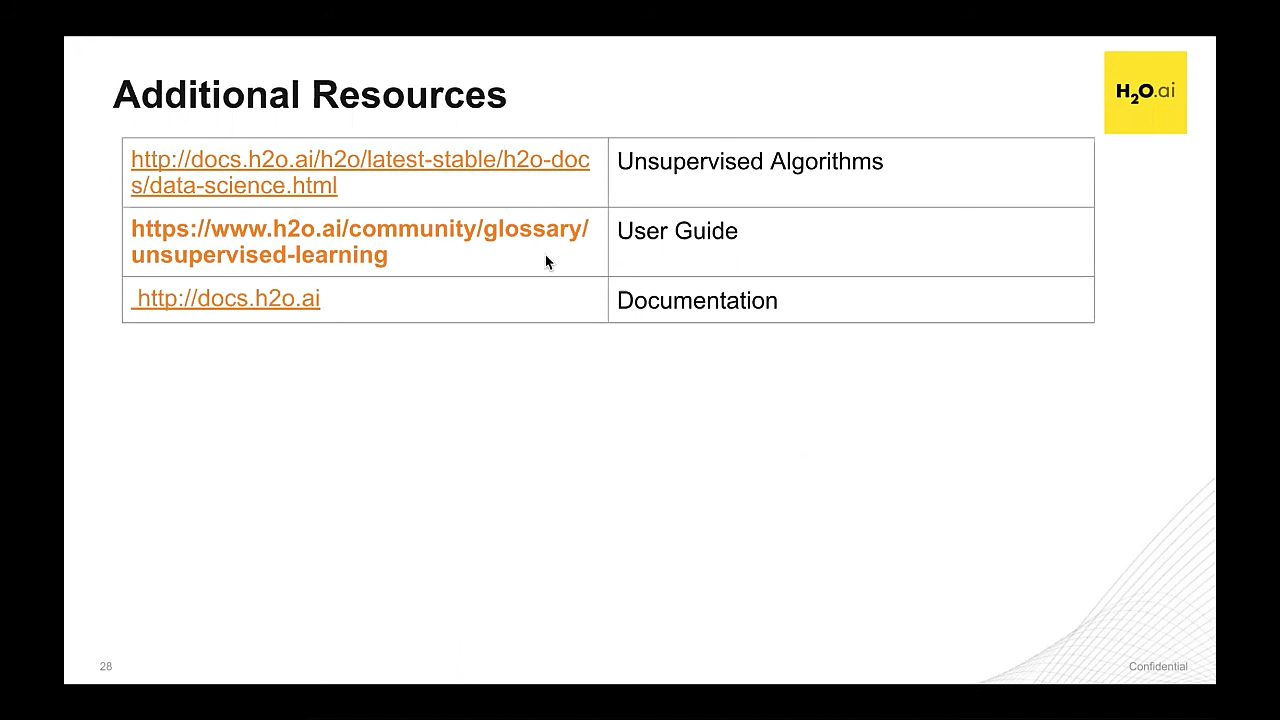 Additional Resources
H2O.ai
http://docs.h2o.ai/h2o/latest-stable/h2o-doc
s/data-science.html
Unsupervised Algorithms
https://www.h2o.ai/community/glossary/
unsupervised-learning
User Guide
http://docs.h2o.ai
Documentation
28
Confidential